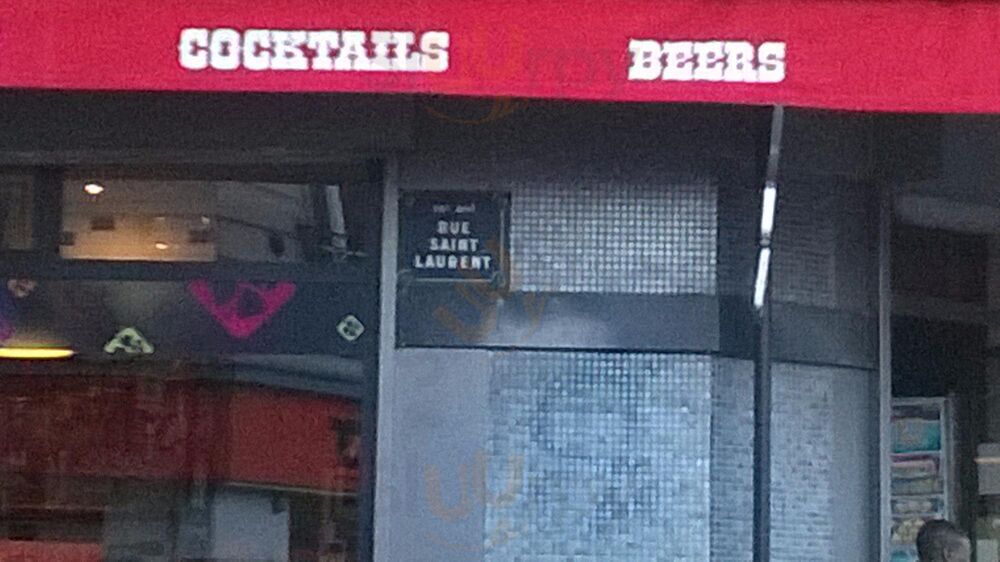 COCKTAILS BEERS
RUE
SAINT
LAURENT